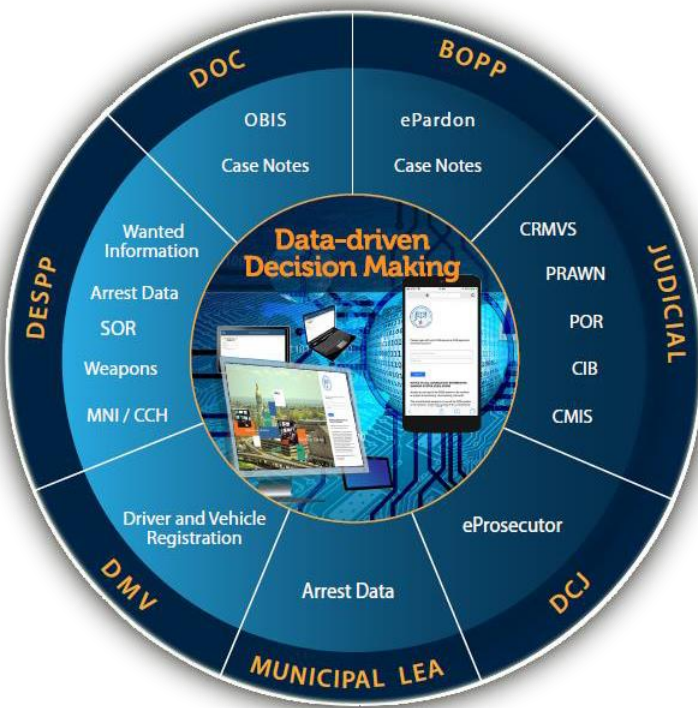 DOC
BOPP
OBIS
Case Notes
ePardon
Case Notes
DESPP
Wanted
Information
Arrest Data
SOR
Weapons
MNI / CCH
Data-driven
Decision Making
JUDICIAL
CRMVS
PRAWN
POR
CIB
CMIS
DMV
Driver and Vehicle
Registration
MUNICIPAL LEA
Arrest Data
DCJ
eProsecutor